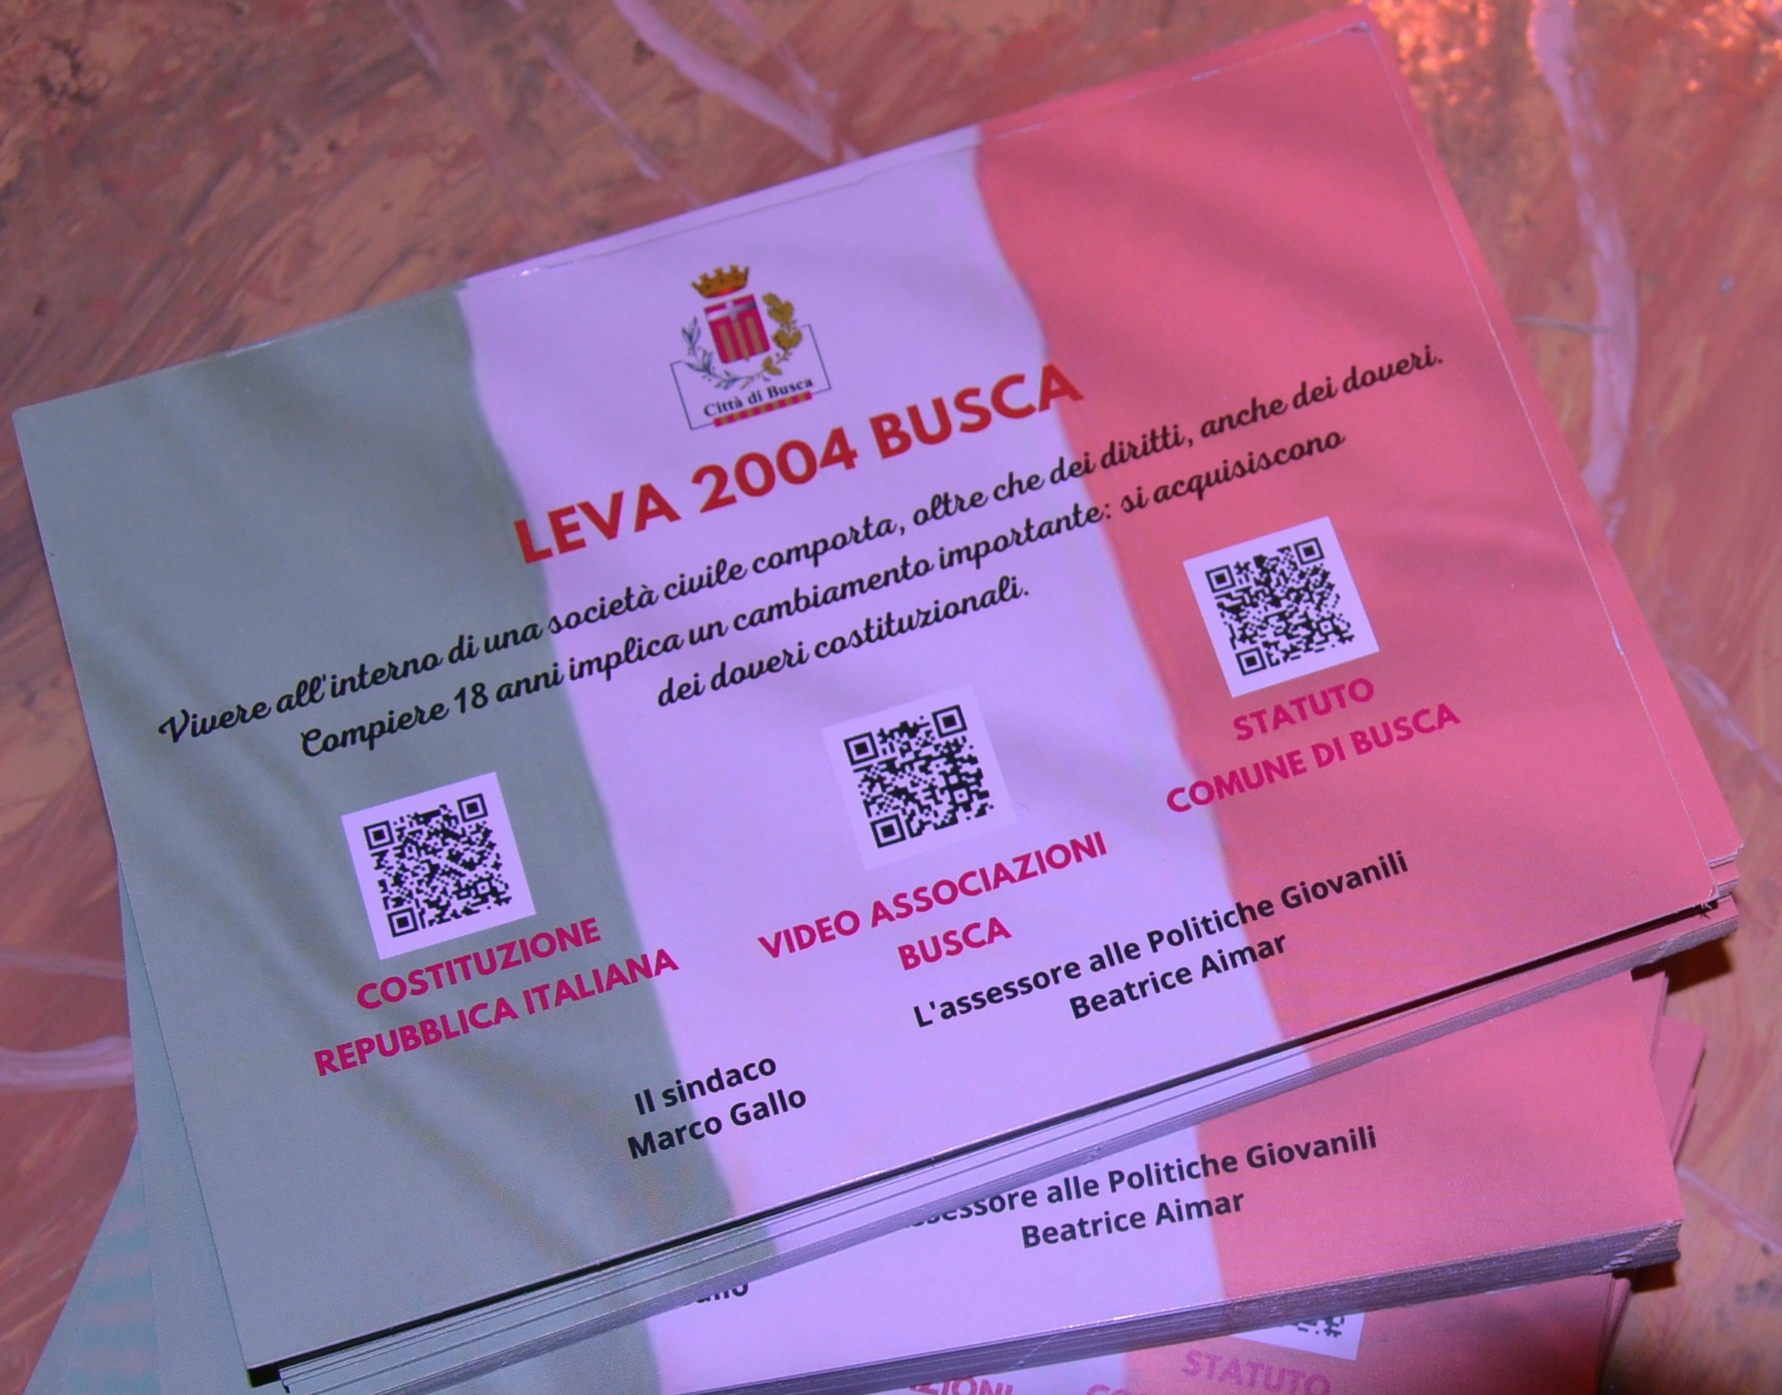 Città di Busca
LEVA 2004 BUSCA
Vivere all'interno di una società civile comporta, oltre che dei diritti, anche dei doveri.
Compiere 18 anni implica un cambiamento importante: si acquisiscono
dei doveri costituzionali.
COSTITUZIONE
REPUBBLICA ITALIANA
VIDEO ASSOCIAZIONI
BUSCA
STATUTO
COMUNE DI BUSCA
Il sindaco
Marco Gallo
L'assessore alle Politiche Giovanili
Beatrice Aimar
alle Politiche Giovanili
Beatrice Aimar
STATUTO